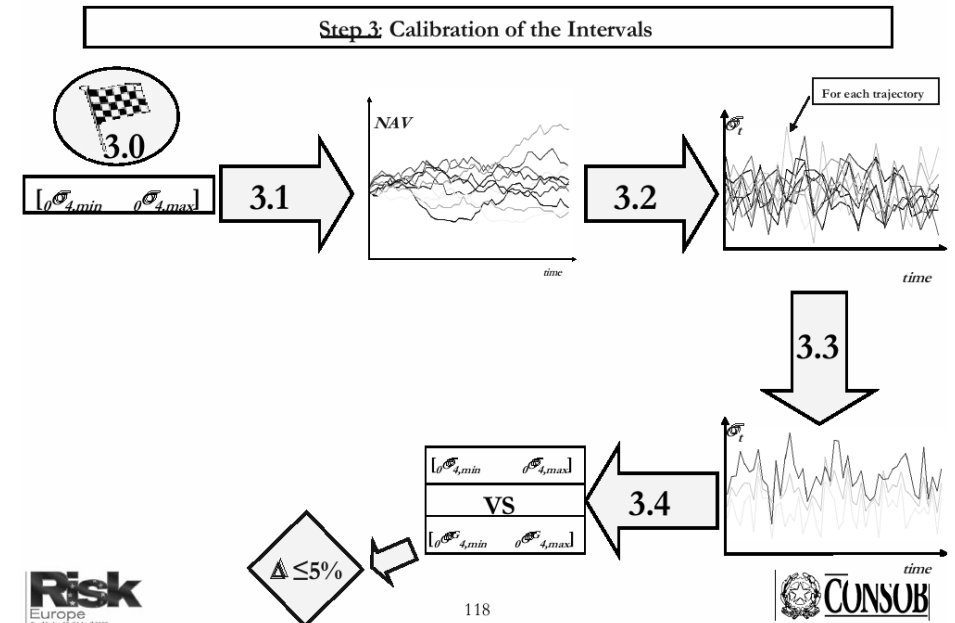 Step 3: Calibration of the Intervals
For each trajectory
3.0
[₀σ₄,min ₀σ₄,max]
3.1
NAV
time
3.2
σt
time
3.3
σt
time
3.4
[₀σ₄,min ₀σ₄,max]
VS
[₀σᴳ₄,min ₀σᴳ₄,max]
Δ ≤5%
Risk
Europe
118
CONSOB